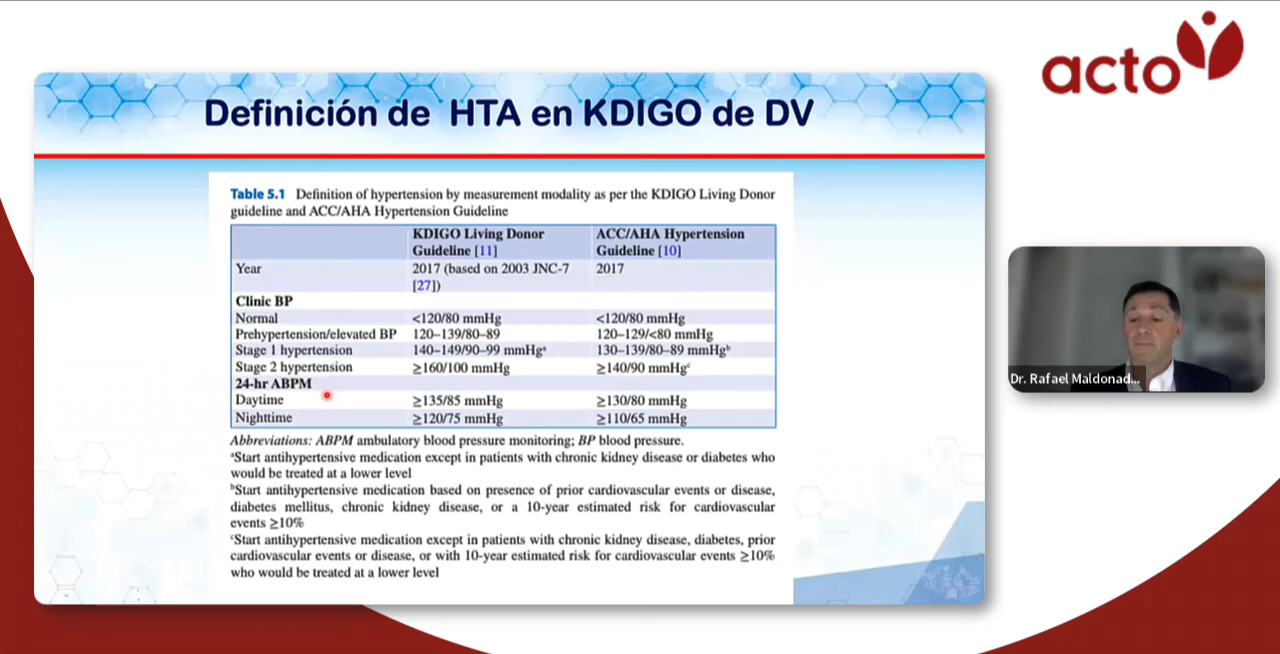 acto
Definición de HTA en KDIGO de DV
Table 5.1 Definition of hypertension by measurement modality as per the KDIGO Living Donor
guideline and ACC/AHA Hypertension Guideline
KDIGO Living Donor Guideline [11] ACC/AHA Hypertension Guideline [10]
Year 2017 (based on 2003 JNC-7 [27]) 2017
Clinic BP
Normal <120/80 mmHg <120/80 mmHg
Prehypertension/elevated BP 120–139/80–89 120–129/<80 mmHg
Stage 1 hypertension 140–149/90–99 mmHgᵃ 130–139/80–89 mmHgᵇ
Stage 2 hypertension ≥160/100 mmHg ≥140/90 mmHgᶜ
24-hr ABPM
Daytime ≥135/85 mmHg ≥130/80 mmHg
Nighttime ≥120/75 mmHg ≥110/65 mmHg
Abbreviations: ABPM ambulatory blood pressure monitoring; BP blood pressure.
ᵃStart antihypertensive medication except in patients with chronic kidney disease or diabetes who
would be treated at a lower level
ᵇStart antihypertensive medication based on presence of prior cardiovascular events or disease,
diabetes mellitus, chronic kidney disease, or a 10-year estimated risk for cardiovascular
events ≥10%
ᶜStart antihypertensive medication except in patients with chronic kidney disease, diabetes, prior
cardiovascular events or disease, or with 10-year estimated risk for cardiovascular events ≥10%
who would be treated at a lower level
Dr. Rafael Maldonad...